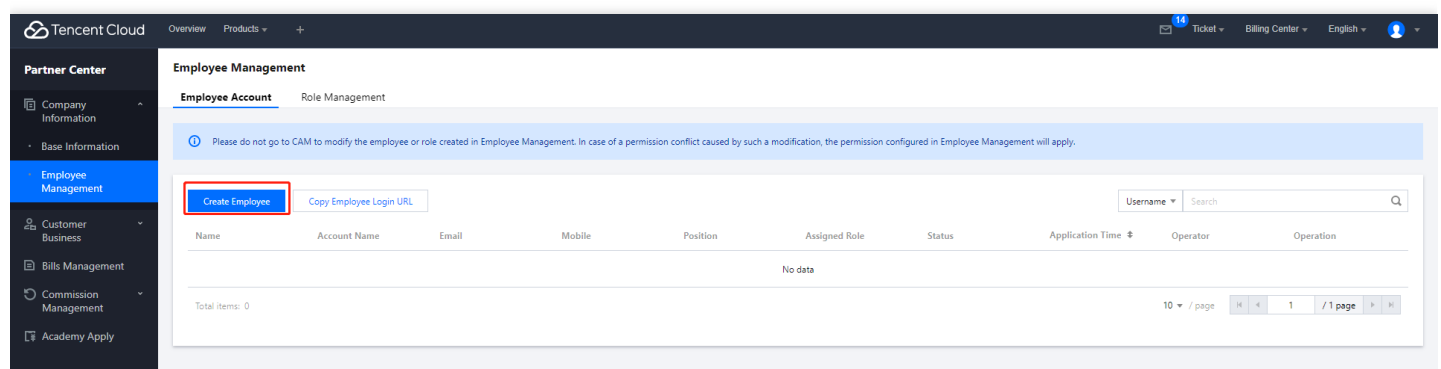 Tencent Cloud
Overview
Products
+
14
Ticket
Billing Center
English
Partner Center
Company
Information
Base Information
Employee
Management
Customer
Business
Bills Management
Commission
Management
Academy Apply
Employee Management
Employee Account
Role Management
Please do not go to CAM to modify the employee or role created in Employee Management. In case of a permission conflict caused by such a modification, the permission configured in Employee Management will apply.
Create Employee
Copy Employee Login URL
Username
Search
Name
Account Name
Email
Mobile
Position
Assigned Role
Status
Application Time
Operator
Operation
No data
Total items: 0
10 / page
1
/ 1 page